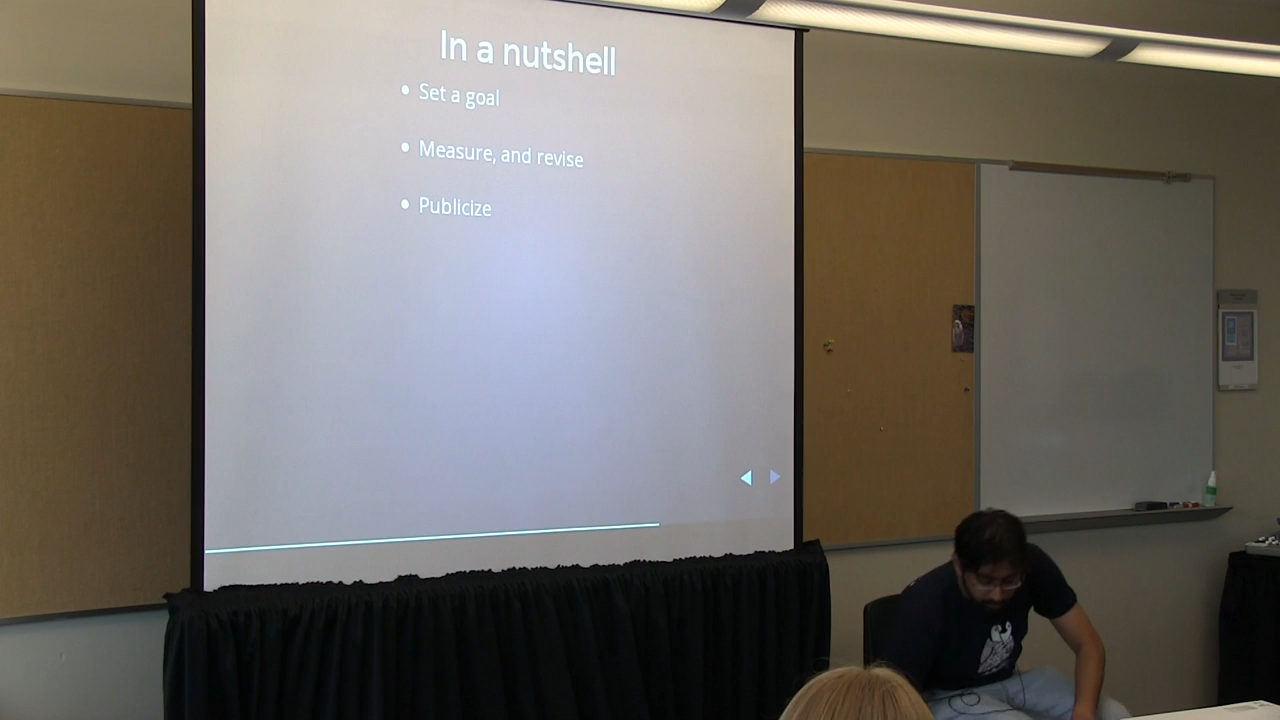 In a nutshell
Set a goal
Measure, and revise
Publicize